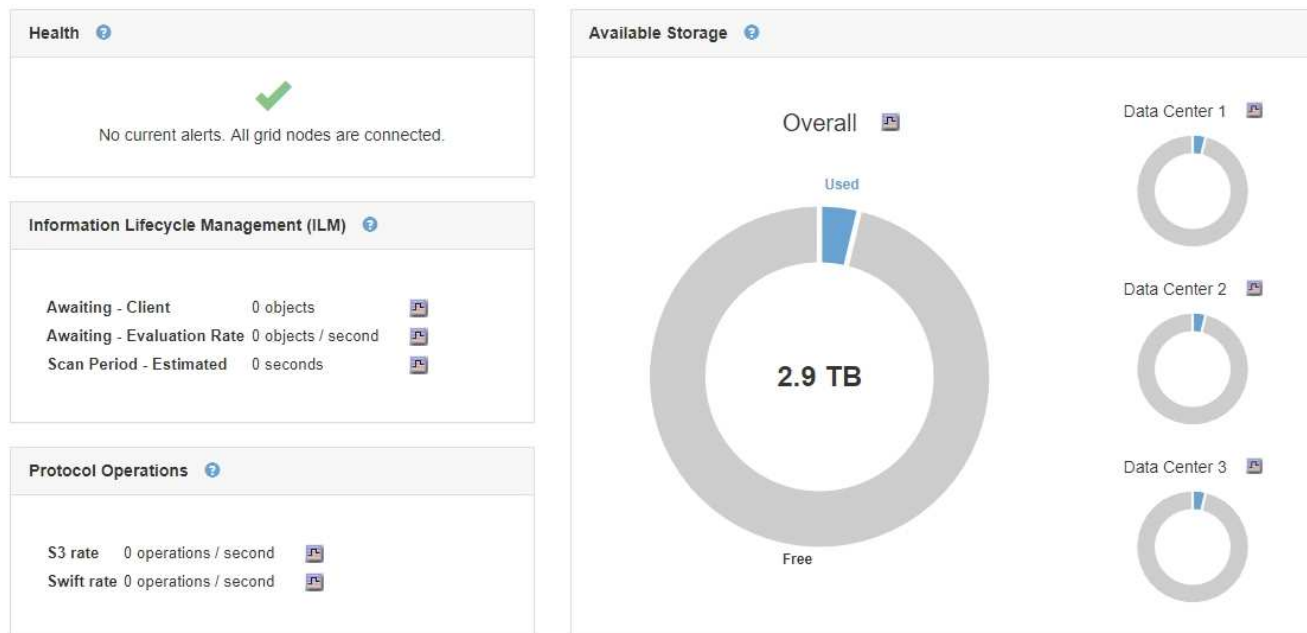 Health
No current alerts. All grid nodes are connected.
Information Lifecycle Management (ILM)
Awaiting - Client 0 objects
Awaiting - Evaluation Rate 0 objects / second
Scan Period - Estimated 0 seconds
Protocol Operations
S3 rate 0 operations / second
Swift rate 0 operations / second
Available Storage
Overall
Used
2.9 TB
Free
Data Center 1
Data Center 2
Data Center 3